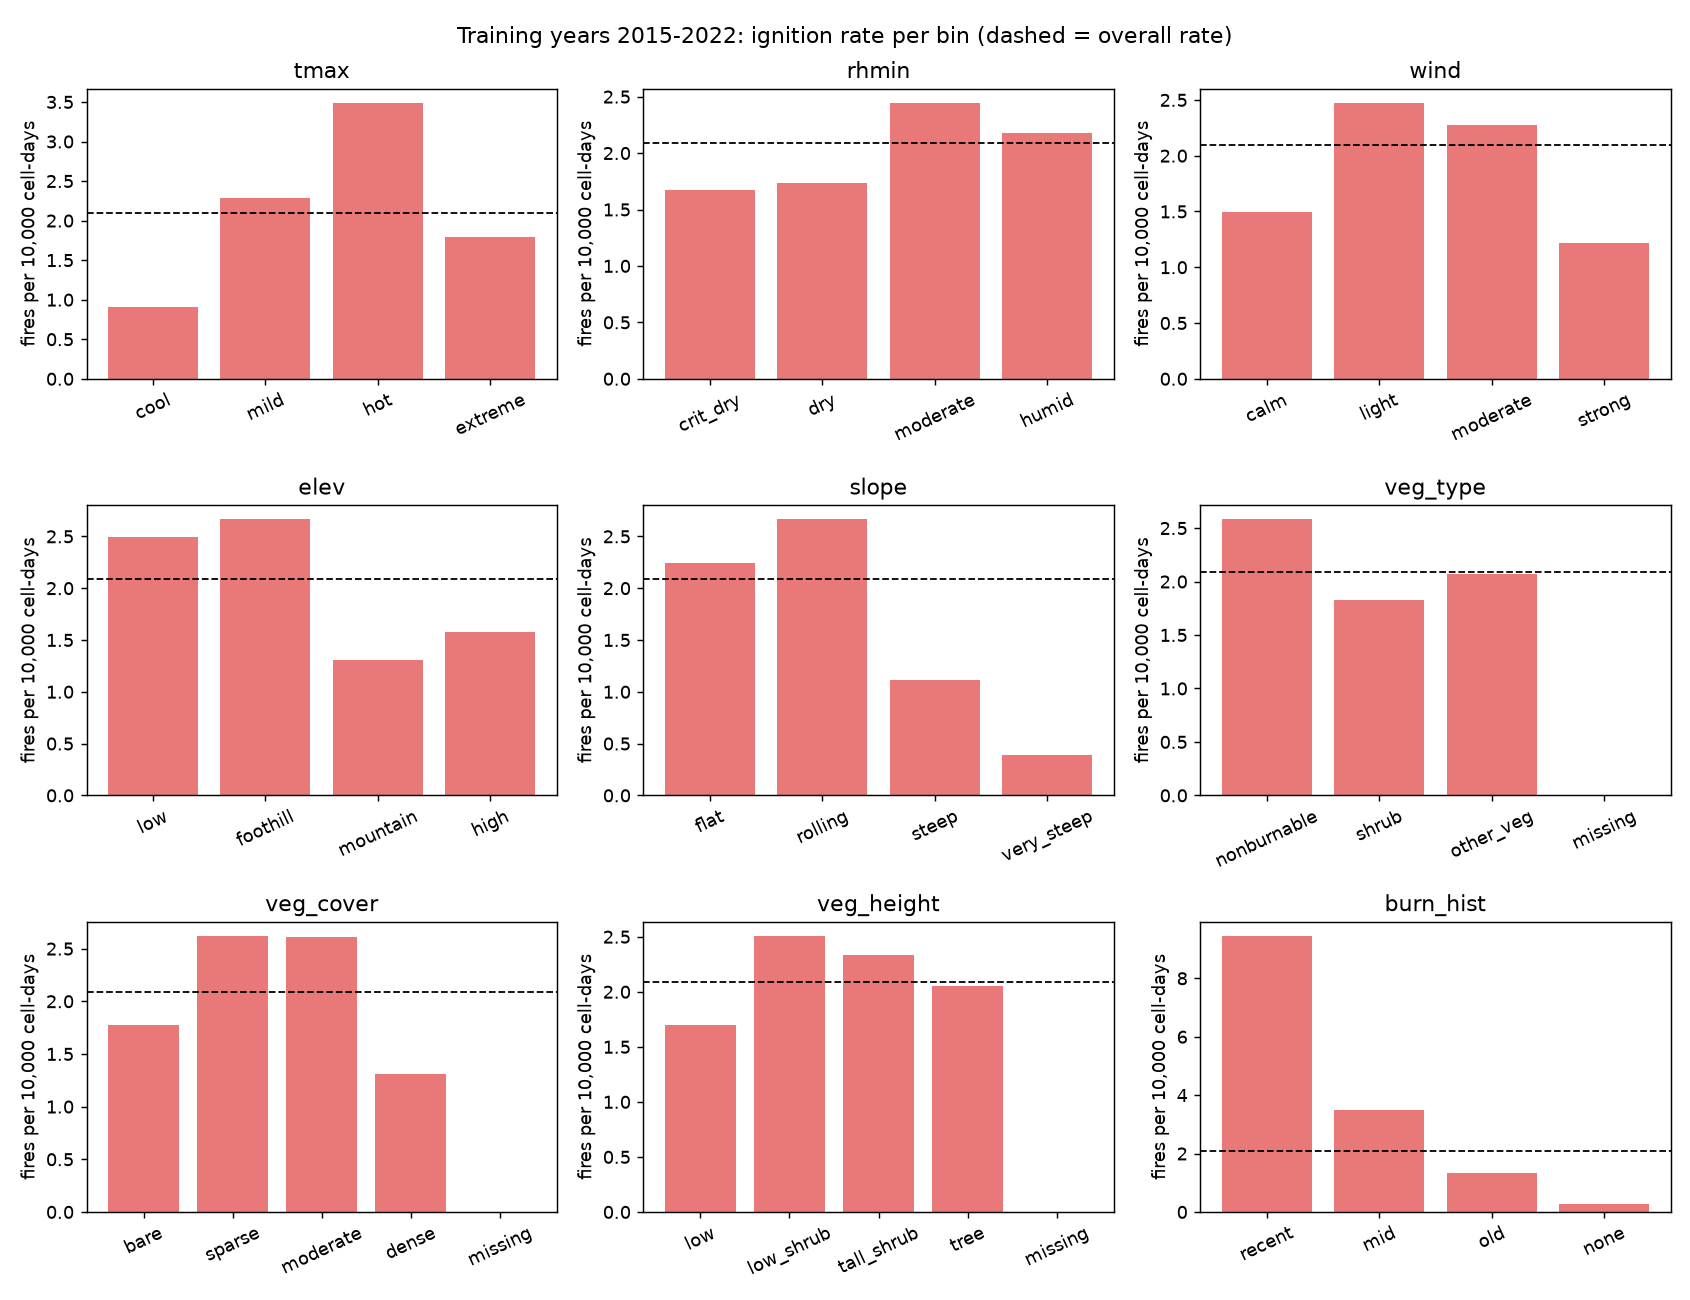 Training years 2015-2022: ignition rate per bin (dashed = overall rate)
tmax
fires per 10,000 cell-days
3.5
3.0
2.5
2.0
1.5
1.0
0.5
0.0
cool
mild
hot
extreme
rhmin
fires per 10,000 cell-days
2.5
2.0
1.5
1.0
0.5
0.0
crit_dry
dry
moderate
humid
wind
fires per 10,000 cell-days
2.5
2.0
1.5
1.0
0.5
0.0
calm
light
moderate
strong
elev
fires per 10,000 cell-days
2.5
2.0
1.5
1.0
0.5
0.0
low
foothill
mountain
high
slope
fires per 10,000 cell-days
2.5
2.0
1.5
1.0
0.5
0.0
flat
rolling
steep
very_steep
veg_type
fires per 10,000 cell-days
2.5
2.0
1.5
1.0
0.5
0.0
nonburnable
shrub
other_veg
missing
veg_cover
fires per 10,000 cell-days
2.5
2.0
1.5
1.0
0.5
0.0
bare
sparse
moderate
dense
missing
veg_height
fires per 10,000 cell-days
2.5
2.0
1.5
1.0
0.5
0.0
low
low_shrub
tall_shrub
tree
missing
burn_hist
fires per 10,000 cell-days
8
6
4
2
0
recent
mid
old
none